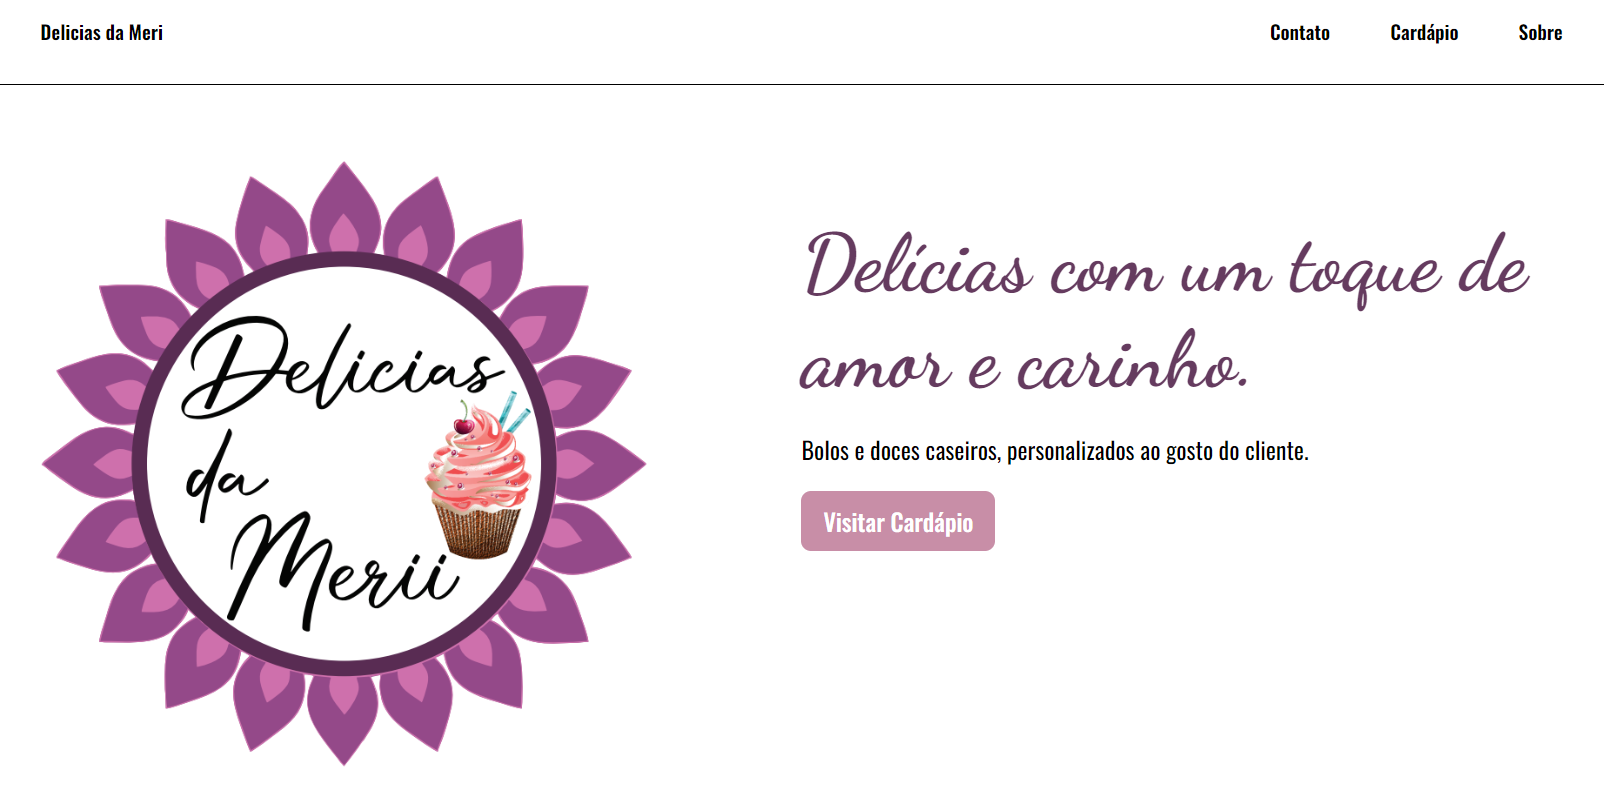 Delicias da Meri
Contato
Cardápio
Sobre
Delicias
da
Merii
Delícias com um toque de
amor e carinho.
Bolos e doces caseiros, personalizados ao gosto do cliente.
Visitar Cardápio